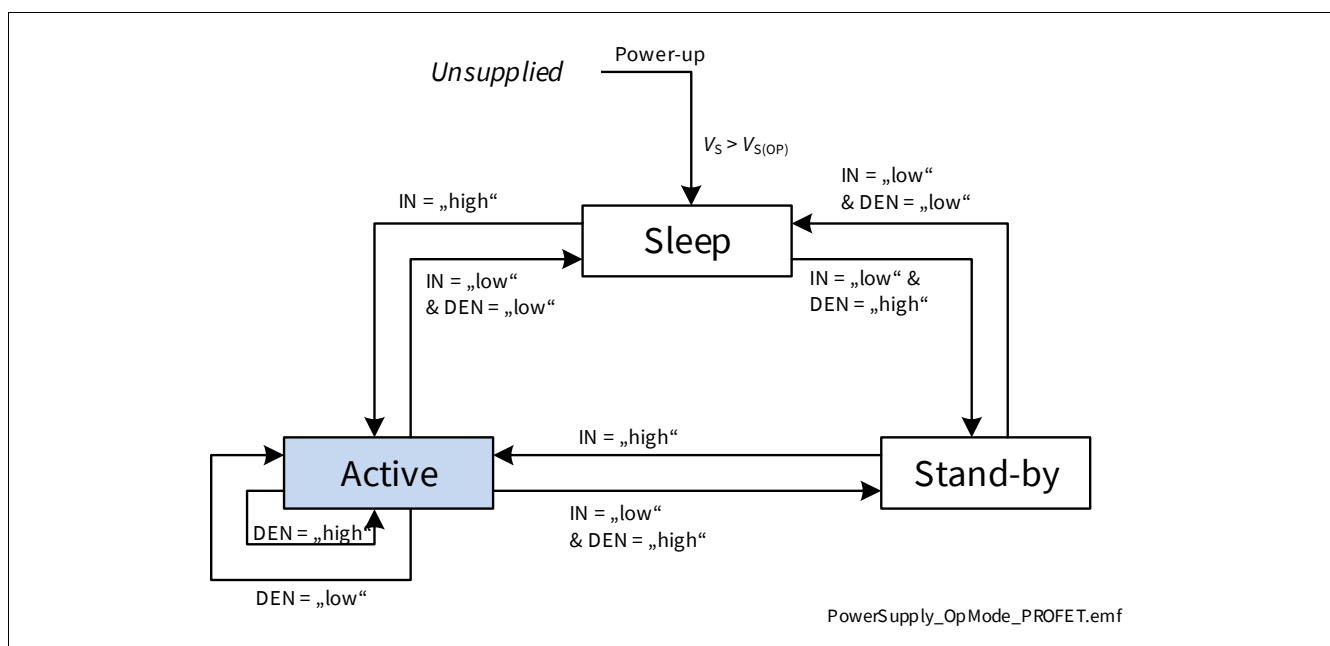 Power-up
Unsupplied
VS > VS(OP)
IN = „low“
& DEN = „low“
IN = „high“
Sleep
IN = „low“
& DEN = „low“
IN = „low“ &
DEN = „high“
IN = „high“
Active
Stand-by
DEN = „high“
IN = „low“
& DEN = „high“
DEN = „low“
PowerSupply_OpMode_PROFET.emf